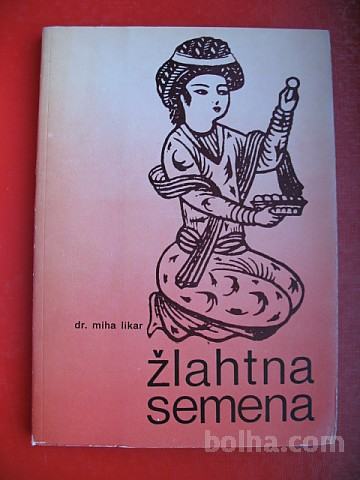 dr. miha likar
žlahtna
semena
bolha.com